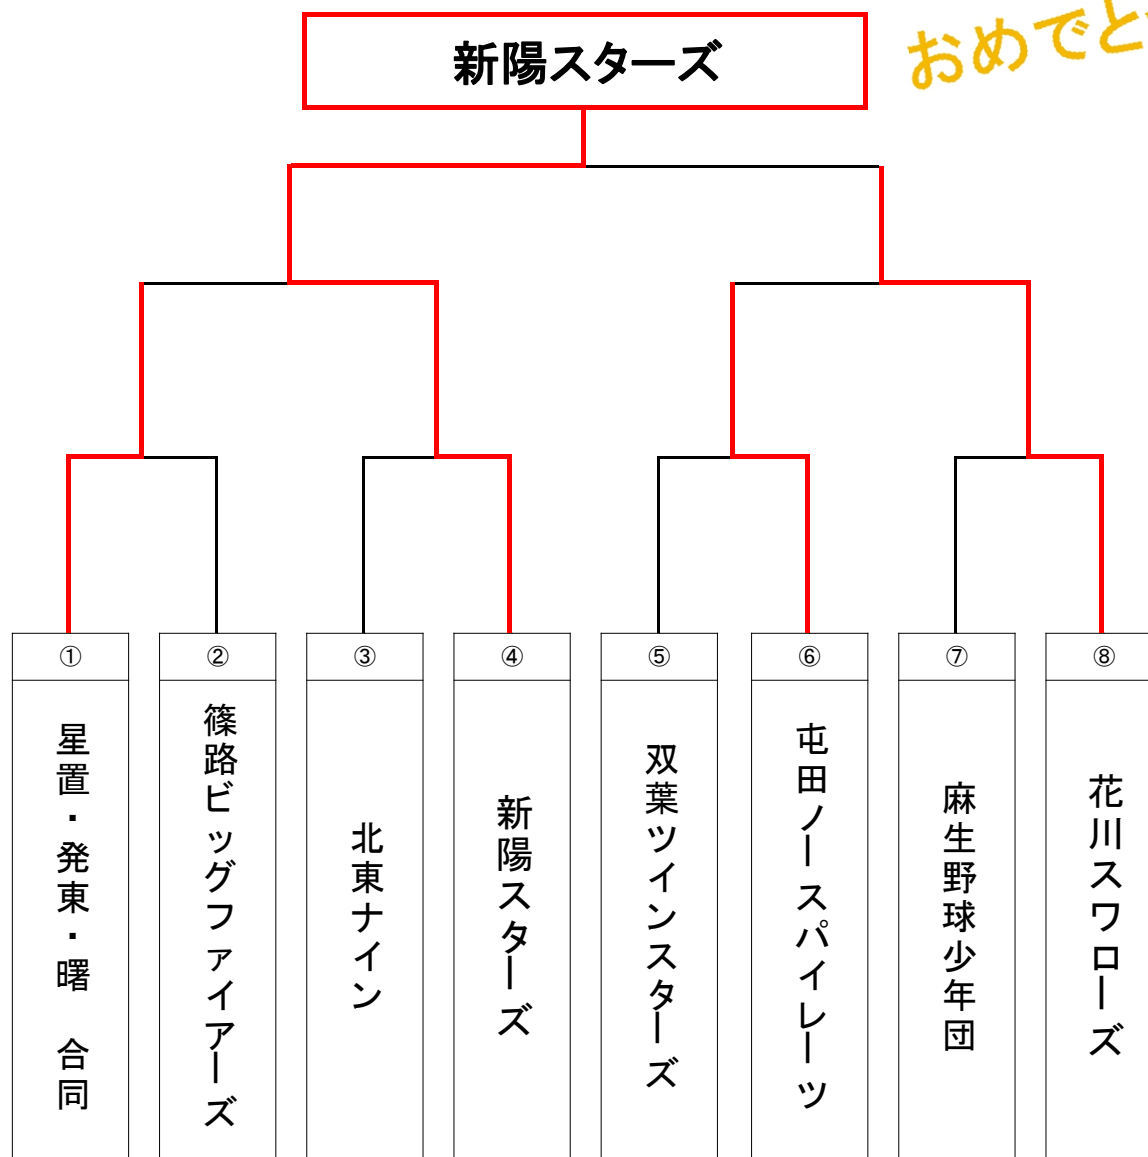 新陽スターズ
おめでと
①
②
③
④
⑤
⑥
⑦
⑧
星置・発東・曙　合同
篠路ビッグファイアーズ
北東ナイン
新陽スターズ
双葉ツインスターズ
屯田ノースパイレーツ
麻生野球少年団
花川スワローズ